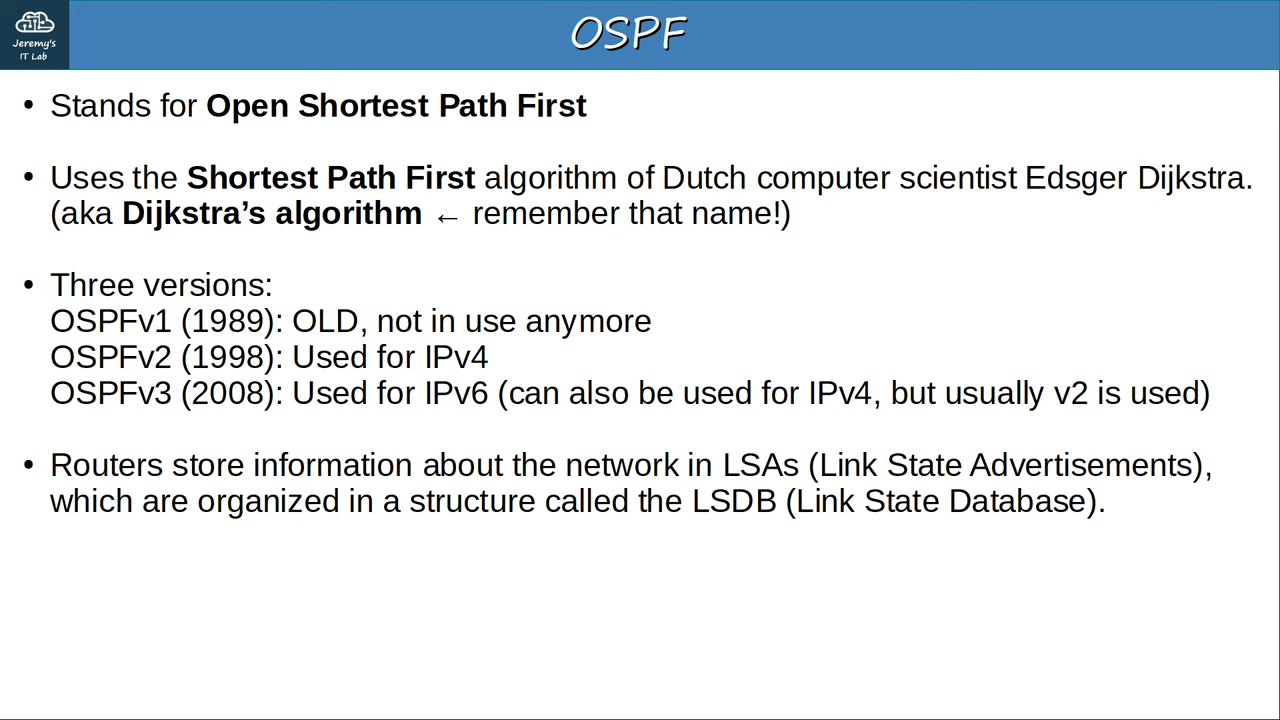 Jeremy's
IT Lab
OSPF
• Stands for Open Shortest Path First
• Uses the Shortest Path First algorithm of Dutch computer scientist Edsger Dijkstra.
(aka Dijkstra’s algorithm ← remember that name!)
• Three versions:
OSPFv1 (1989): OLD, not in use anymore
OSPFv2 (1998): Used for IPv4
OSPFv3 (2008): Used for IPv6 (can also be used for IPv4, but usually v2 is used)
• Routers store information about the network in LSAs (Link State Advertisements),
which are organized in a structure called the LSDB (Link State Database).